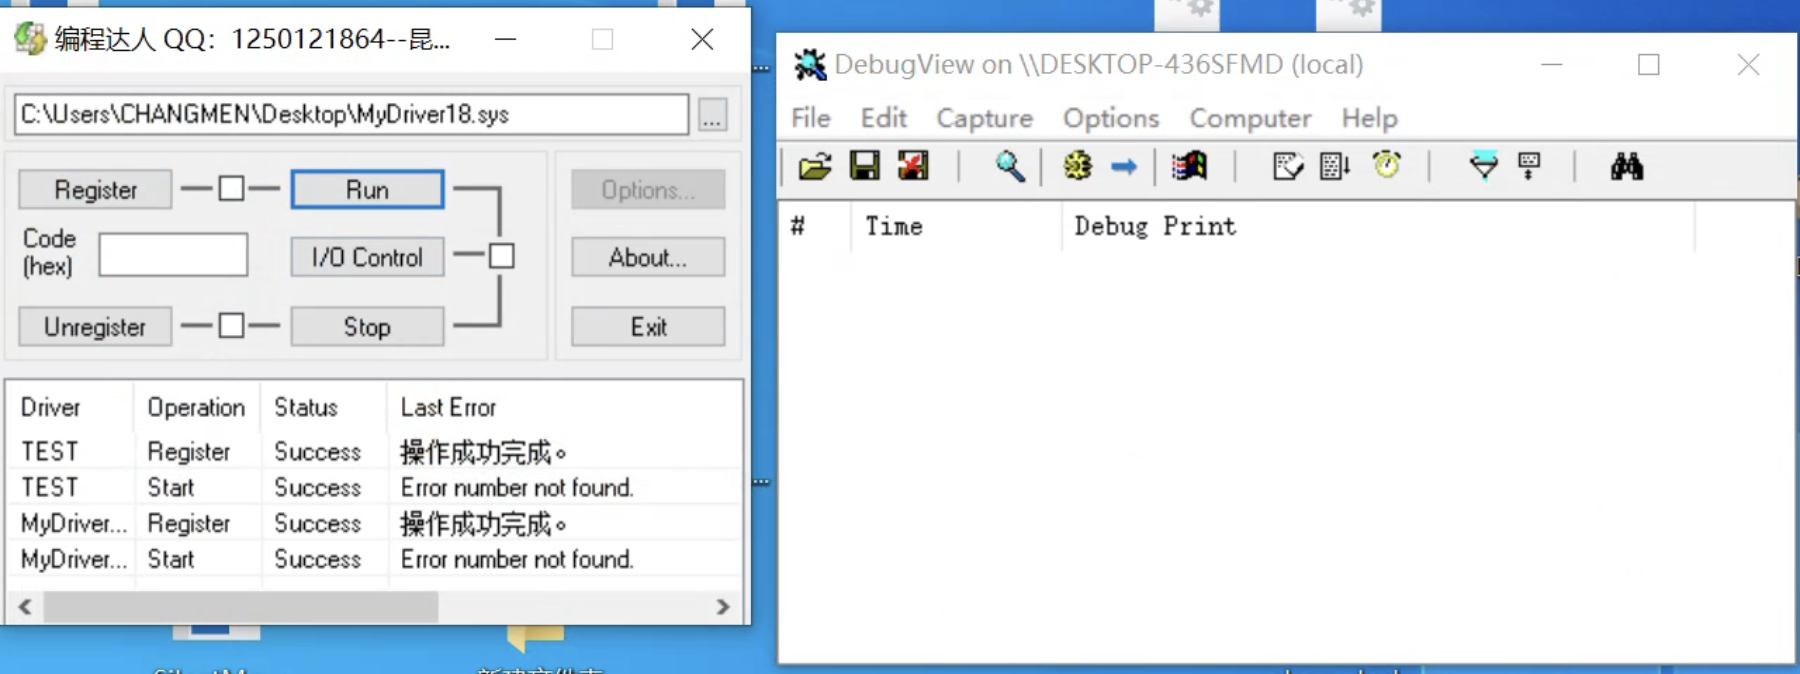 编程达人 QQ：1250121864--昆...
C:\Users\CHANGMEN\Desktop\MyDriver18.sys
...
Register
Run
Options...
Code
(hex)
I/O Control
About...
Unregister
Stop
Exit
Driver Operation Status Last Error
TEST Register Success 操作成功完成。
TEST Start Success Error number not found.
MyDriver... Register Success 操作成功完成。
MyDriver... Start Success Error number not found.
DebugView on \\DESKTOP-436SFMD (local)
File Edit Capture Options Computer Help
# Time Debug Print